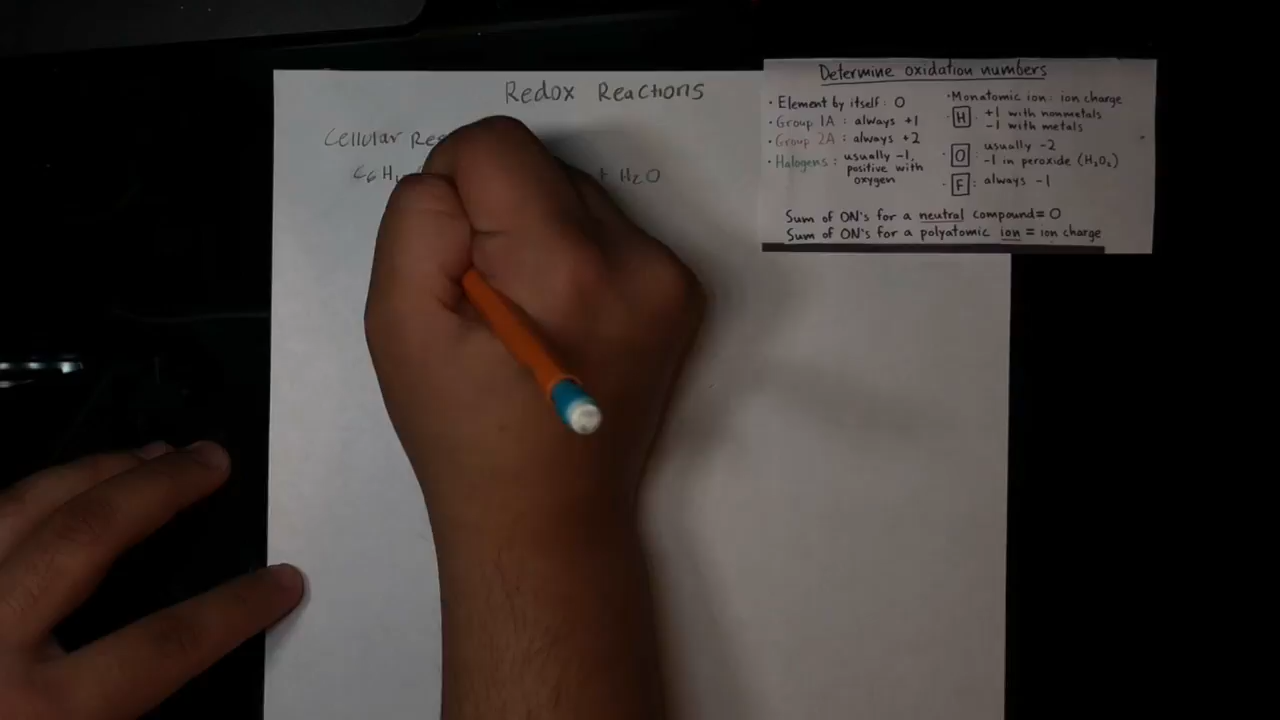 Redox Reactions
Cellular
C₆H + H₂O
Determine oxidation numbers
• Element by itself: 0
• Group 1A: always +1
• Group 2A: always +2
• Halogens: usually -1,
positive with
oxygen
• Monatomic ion: ion charge
• H: +1 with nonmetals
-1 with metals
• O: usually -2
-1 in peroxide (H₂O₂)
• F: always -1
Sum of ON's for a neutral compound = 0
Sum of ON's for a polyatomic ion = ion charge